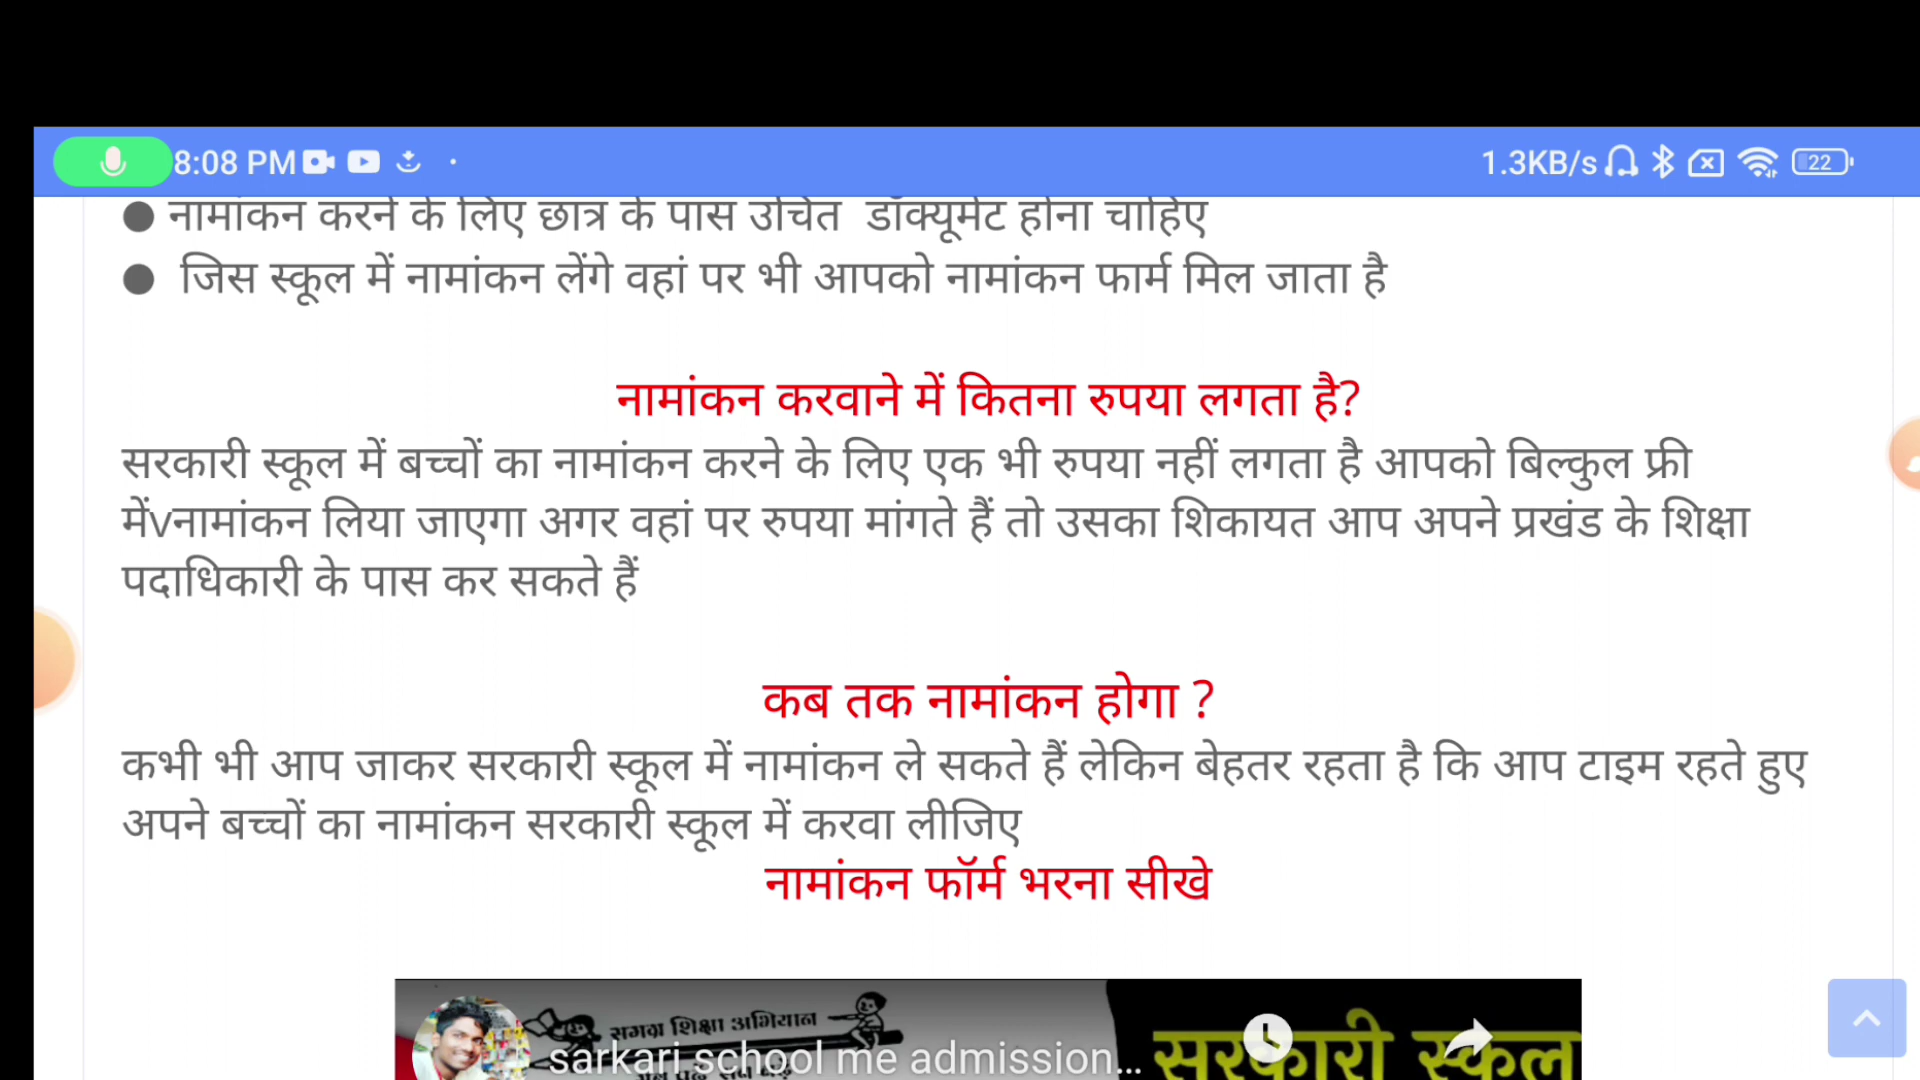 8:08 PM
1.3KB/s
22
● नामांकन करने के लिए छात्र के पास उचित डॉक्यूमेंट होना चाहिए
● जिस स्कूल में नामांकन लेंगे वहां पर भी आपको नामांकन फार्म मिल जाता है
नामांकन करवाने में कितना रुपया लगता है?
सरकारी स्कूल में बच्चों का नामांकन करने के लिए एक भी रुपया नहीं लगता है आपको बिल्कुल फ्री
मेंvनामांकन लिया जाएगा अगर वहां पर रुपया मांगते हैं तो उसका शिकायत आप अपने प्रखंड के शिक्षा
पदाधिकारी के पास कर सकते हैं
कब तक नामांकन होगा ?
कभी भी आप जाकर सरकारी स्कूल में नामांकन ले सकते हैं लेकिन बेहतर रहता है कि आप टाइम रहते हुए
अपने बच्चों का नामांकन सरकारी स्कूल में करवा लीजिए
नामांकन फॉर्म भरना सीखे
समग्र शिक्षा अभियान
sarkari school me admission...
सरकारी स्कूल